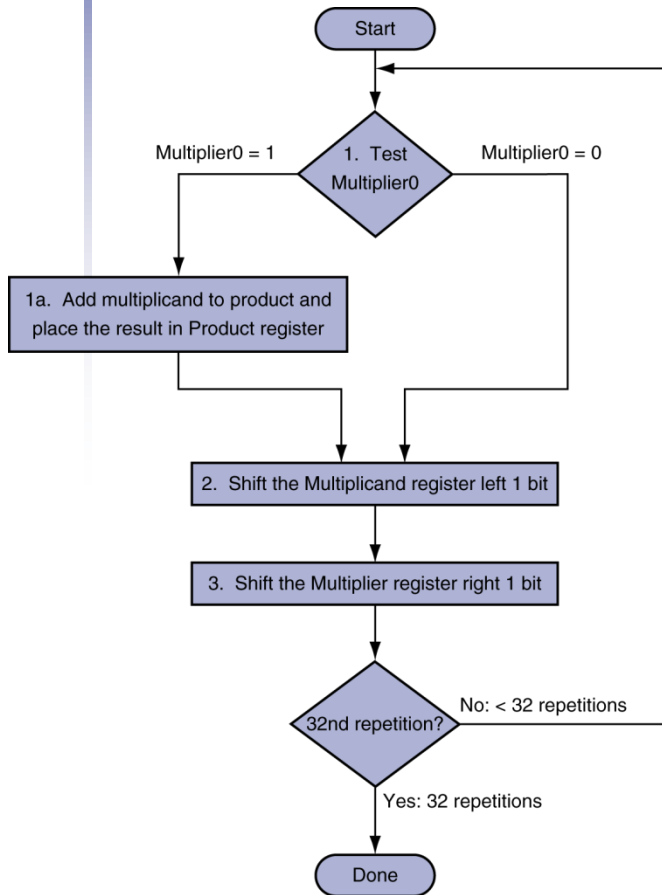 Start
Multiplier0 = 1
1. Test
Multiplier0
Multiplier0 = 0
1a. Add multiplicand to product and
place the result in Product register
2. Shift the Multiplicand register left 1 bit
3. Shift the Multiplier register right 1 bit
32nd repetition?
No: < 32 repetitions
Yes: 32 repetitions
Done